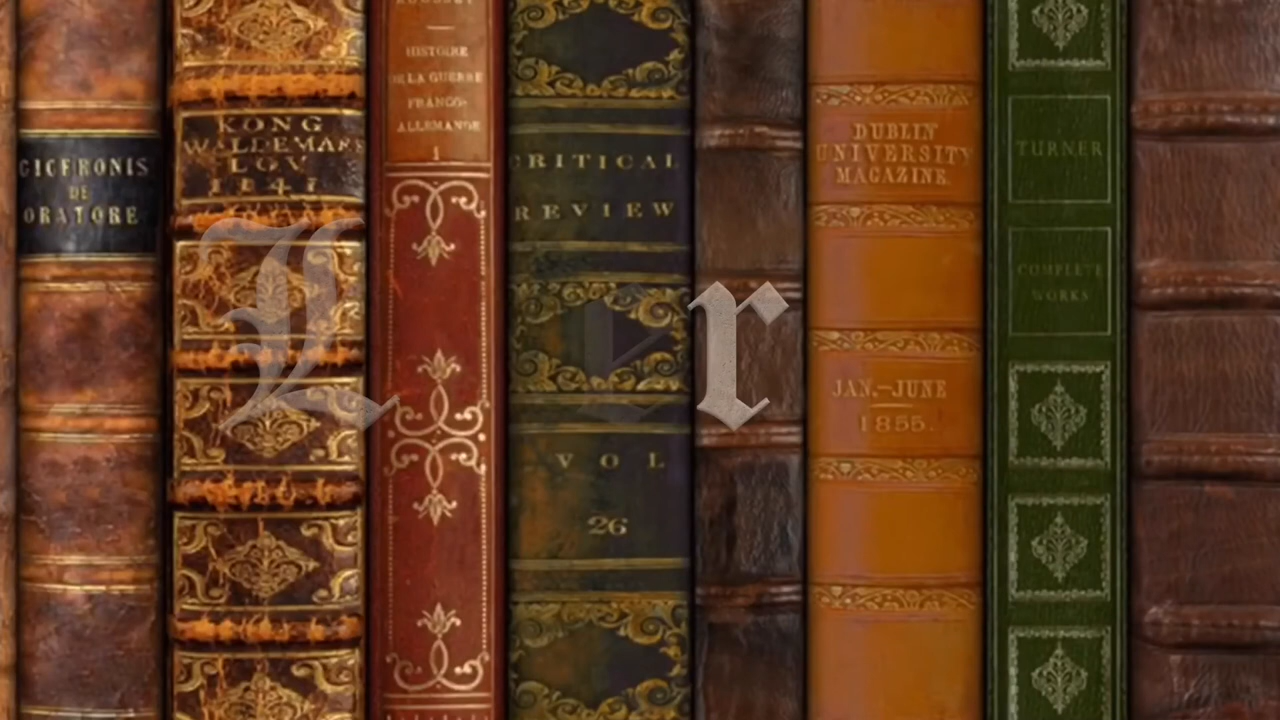 CICERONIS
DE
ORATORE
KONG
WALDEMARS
LOV
1147
HISTOIRE
DE LA GUERRE
FRANCO-
ALLEMANDE
1
CRITICAL
REVIEW
VOL
26
DUBLIN
UNIVERSITY
MAGAZINE
JAN.—JUNE
1855.
TURNER
COMPLETE
WORKS
L r